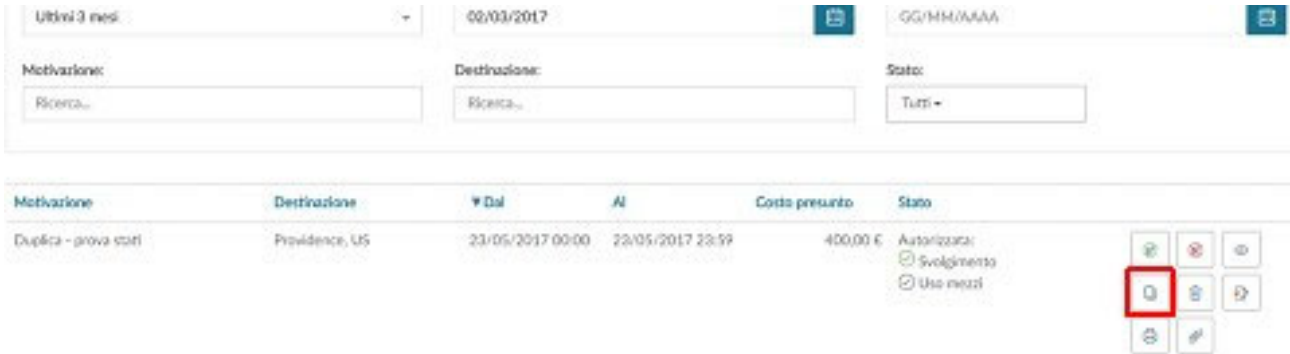 Ultimi 3 mesi 02/03/2017 GG/MM/AAAA
Motivazione: Destinazione: Stato:
Ricerca... Ricerca... Tutti
Motivazione Destinazione Dal Al Costo presunto Stato
Duplica - prova stati Providence, US 23/05/2017 00:00 23/05/2017 23:59 400,00 € Autorizzata:
Svolgimento
Uso mezzi